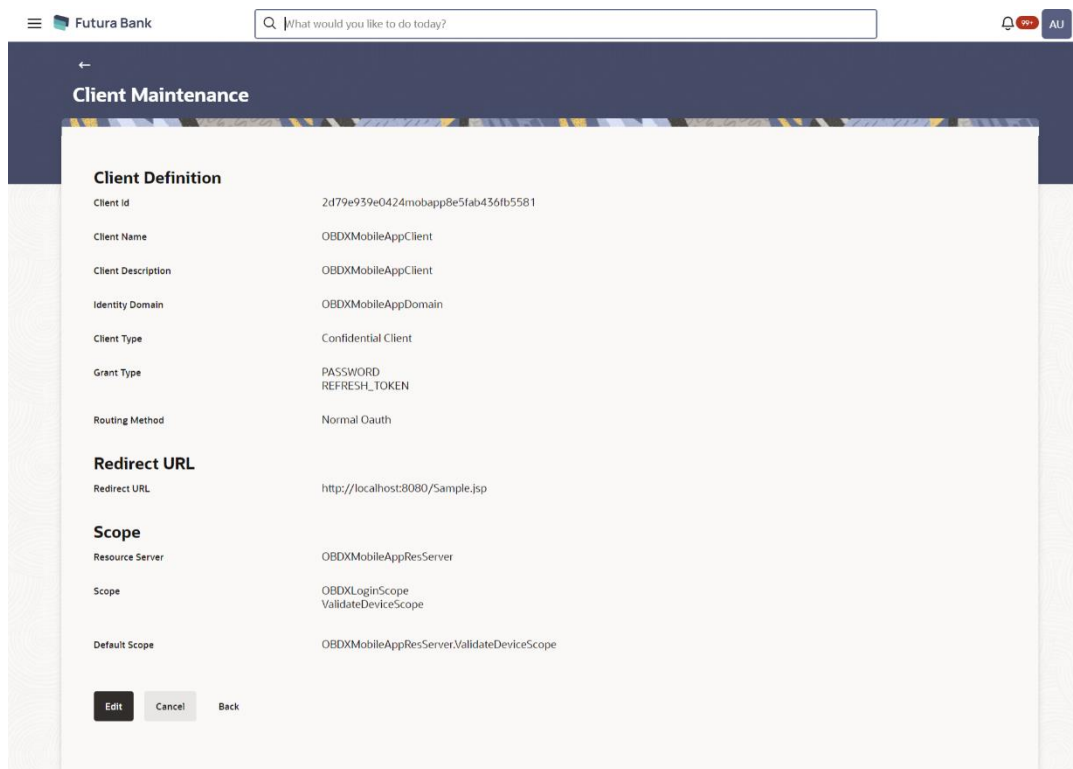 Futura Bank
What would you like to do today?
99+
AU
Client Maintenance
Client Definition
Client Id 2d79e939e0424mobapp8e5fab436fb5581
Client Name OBDXMobileAppClient
Client Description OBDXMobileAppClient
Identity Domain OBDXMobileAppDomain
Client Type Confidential Client
Grant Type PASSWORD
REFRESH_TOKEN
Routing Method Normal Oauth
Redirect URL
Redirect URL http://localhost:8080/Sample.jsp
Scope
Resource Server OBDXMobileAppResServer
Scope OBDXLoginScope
ValidateDeviceScope
Default Scope OBDXMobileAppResServer.ValidateDeviceScope
Edit Cancel Back